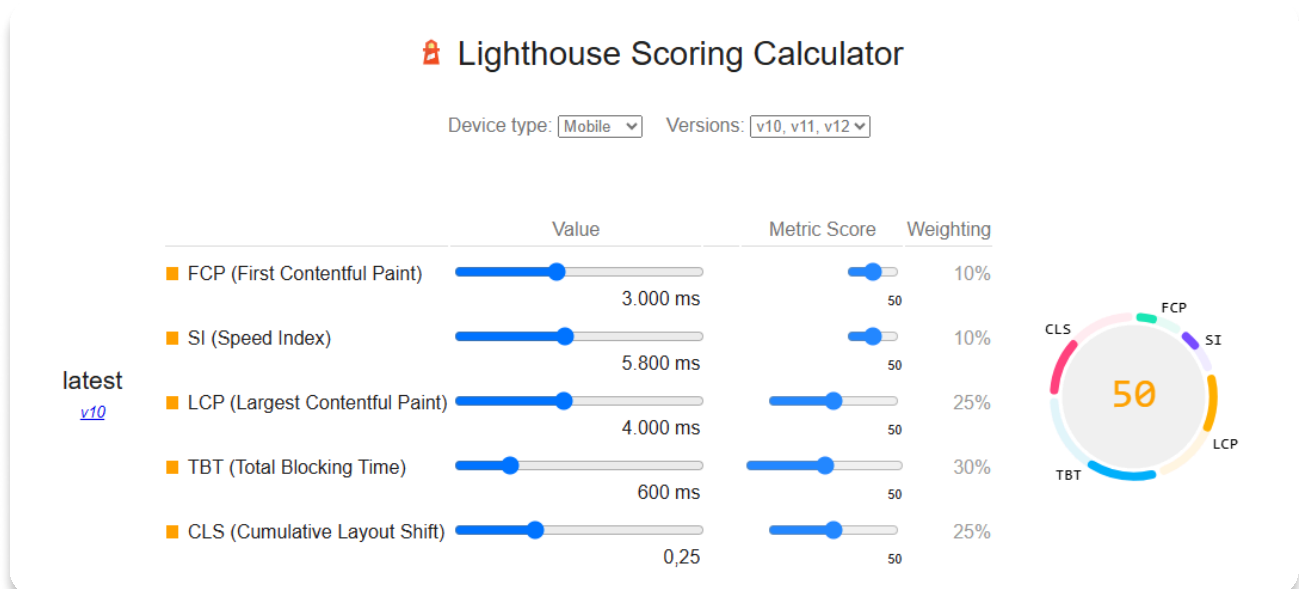 Lighthouse Scoring Calculator
Device type: Mobile Versions: v10, v11, v12
Value Metric Score Weighting
FCP (First Contentful Paint) 10%
3.000 ms 50
SI (Speed Index) 10%
5.800 ms 50
latest
v10
LCP (Largest Contentful Paint) 25%
4.000 ms 50
TBT (Total Blocking Time) 30%
600 ms 50
CLS (Cumulative Layout Shift) 25%
0,25 50
FCP
CLS
SI
50
LCP
TBT